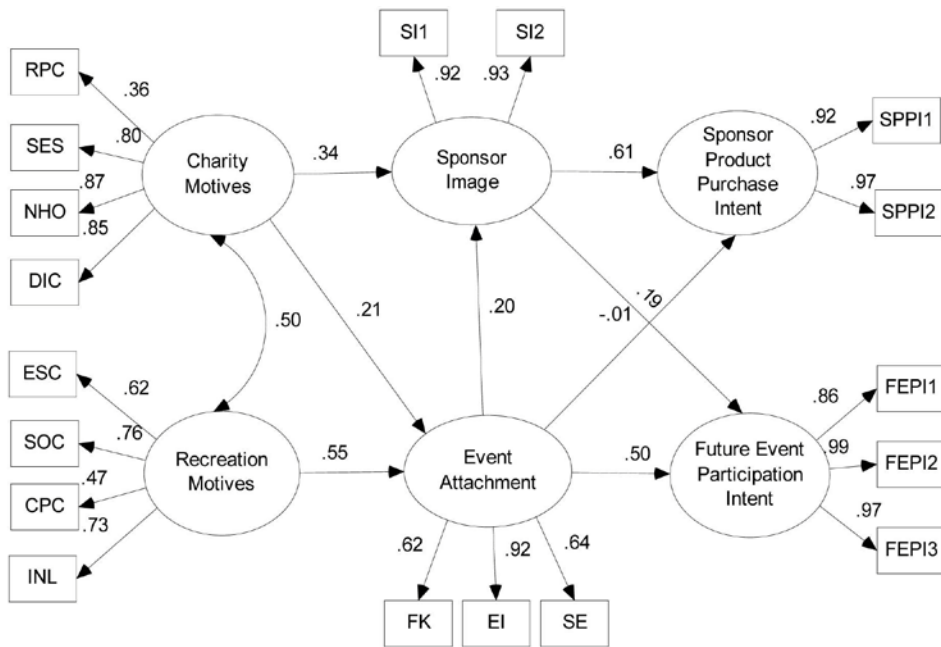 SI1
SI2
.92
.93
RPC
.36
SES
.80
NHO
.87
DIC
.85
Charity
Motives
.34
Sponsor
Image
.61
Sponsor
Product
Purchase
Intent
.92
SPPI1
.97
SPPI2
.50
.21
.20
.19
-.01
ESC
.62
SOC
.76
CPC
.47
INL
.73
Recreation
Motives
.55
Event
Attachment
.50
Future Event
Participation
Intent
.86
FEPI1
.99
FEPI2
.97
FEPI3
.62
.92
.64
FK
EI
SE